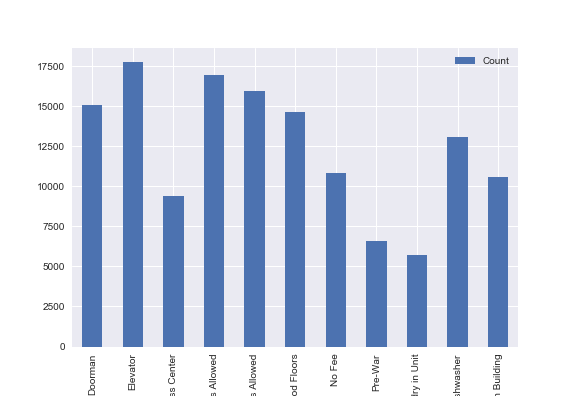 Count
17500
15000
12500
10000
7500
5000
2500
0
Doorman
Elevator
ss Center
s Allowed
s Allowed
od Floors
No Fee
Pre-War
dry in Unit
shwasher
n Building